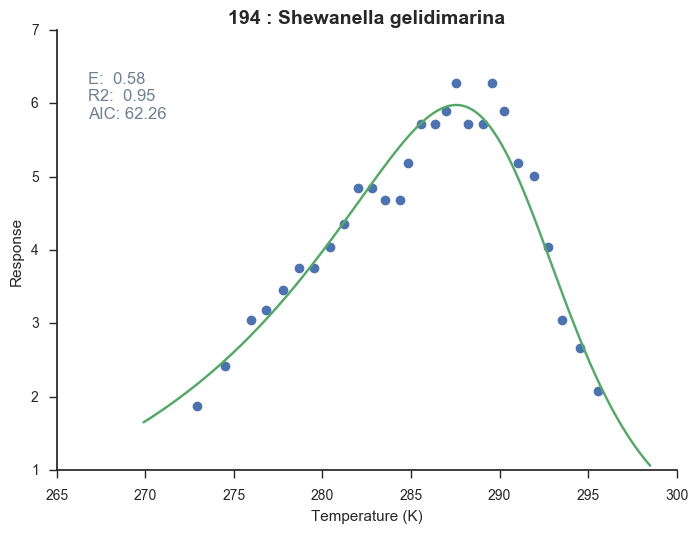 194 : Shewanella gelidimarina
E: 0.58
R2: 0.95
AIC: 62.26
Response
7
6
5
4
3
2
1
265 270 275 280 285 290 295 300
Temperature (K)